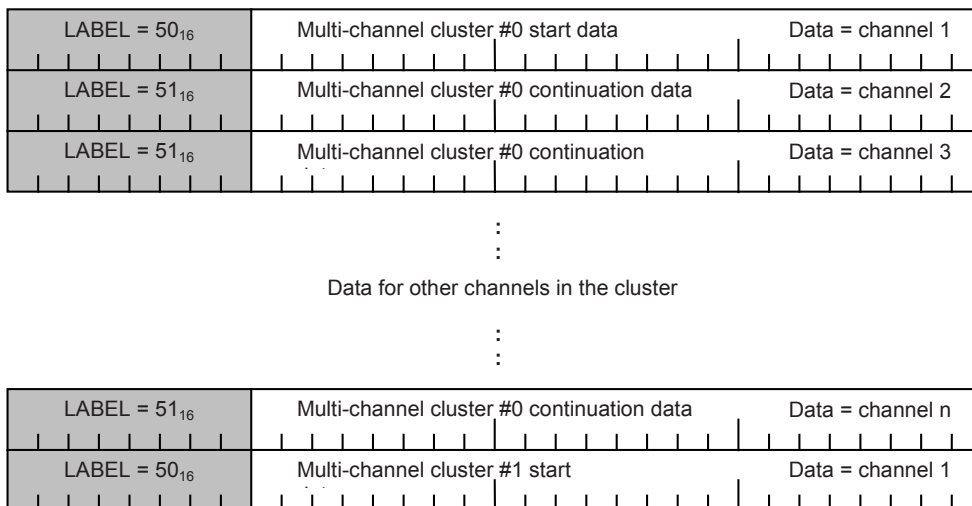 LABEL = 50₁₆ Multi-channel cluster #0 start data Data = channel 1
LABEL = 51₁₆ Multi-channel cluster #0 continuation data Data = channel 2
LABEL = 51₁₆ Multi-channel cluster #0 continuation Data = channel 3
:
:
Data for other channels in the cluster
:
:
LABEL = 51₁₆ Multi-channel cluster #0 continuation data Data = channel n
LABEL = 50₁₆ Multi-channel cluster #1 start Data = channel 1